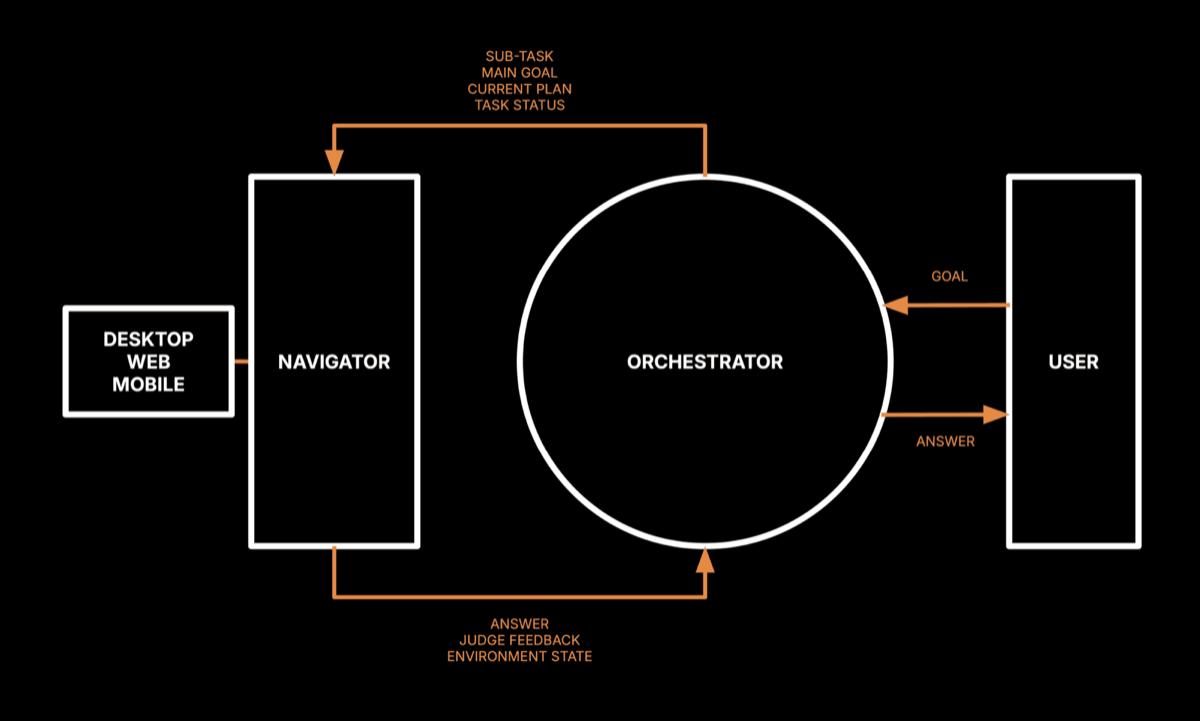 SUB-TASK
MAIN GOAL
CURRENT PLAN
TASK STATUS
DESKTOP
WEB
MOBILE
NAVIGATOR
ORCHESTRATOR
GOAL
ANSWER
USER
ANSWER
JUDGE FEEDBACK
ENVIRONMENT STATE